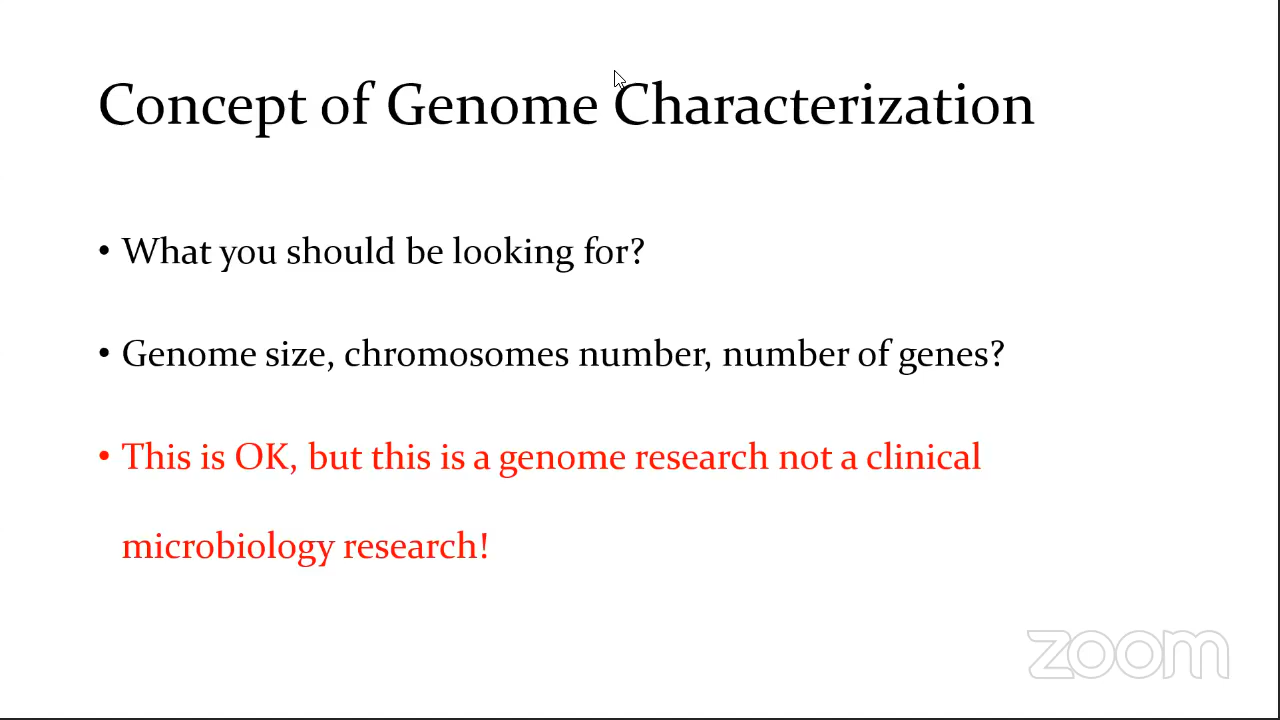 Concept of Genome Characterization
• What you should be looking for?
• Genome size, chromosomes number, number of genes?
• This is OK, but this is a genome research not a clinical
microbiology research!
zoom